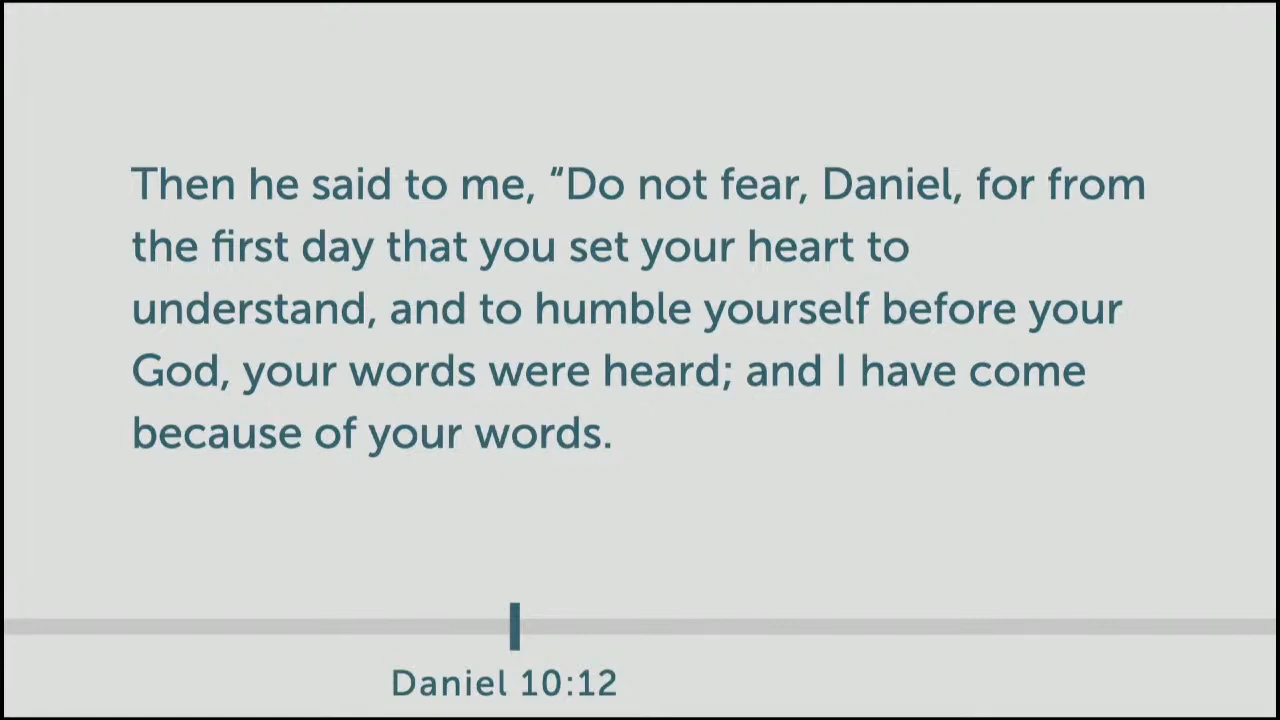 Then he said to me, “Do not fear, Daniel, for from
the first day that you set your heart to
understand, and to humble yourself before your
God, your words were heard; and I have come
because of your words.
Daniel 10:12